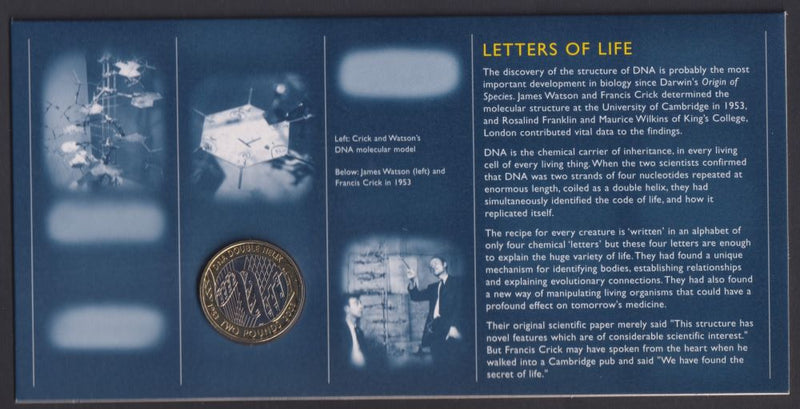 LETTERS OF LIFE
The discovery of the structure of DNA is probably the most
important development in biology since Darwin's Origin of
Species. James Watson and Francis Crick determined the
molecular structure at the University of Cambridge in 1953,
and Rosalind Franklin and Maurice Wilkins of King's College,
London contributed vital data to the findings.
DNA is the chemical carrier of inheritance, in every living
cell of every living thing. When the two scientists confirmed
that DNA was two strands of four nucleotides repeated at
enormous length, coiled as a double helix, they had
simultaneously identified the code of life, and how it
replicated itself.
The recipe for every creature is 'written' in an alphabet of
only four chemical 'letters' but these four letters are enough
to explain the huge variety of life. They had found a unique
mechanism for identifying bodies, establishing relationships
and explaining evolutionary connections. They had also found
a new way of manipulating living organisms that could have a
profound effect on tomorrow's medicine.
Their original scientific paper merely said "This structure has
novel features which are of considerable scientific interest."
But Francis Crick may have spoken from the heart when he
walked into a Cambridge pub and said "We have found the
secret of life."
Left: Crick and Watson's
DNA molecular model
Below: James Watson (left) and
Francis Crick in 1953
DNA DOUBLE HELIX
1953 TWO POUNDS 2003